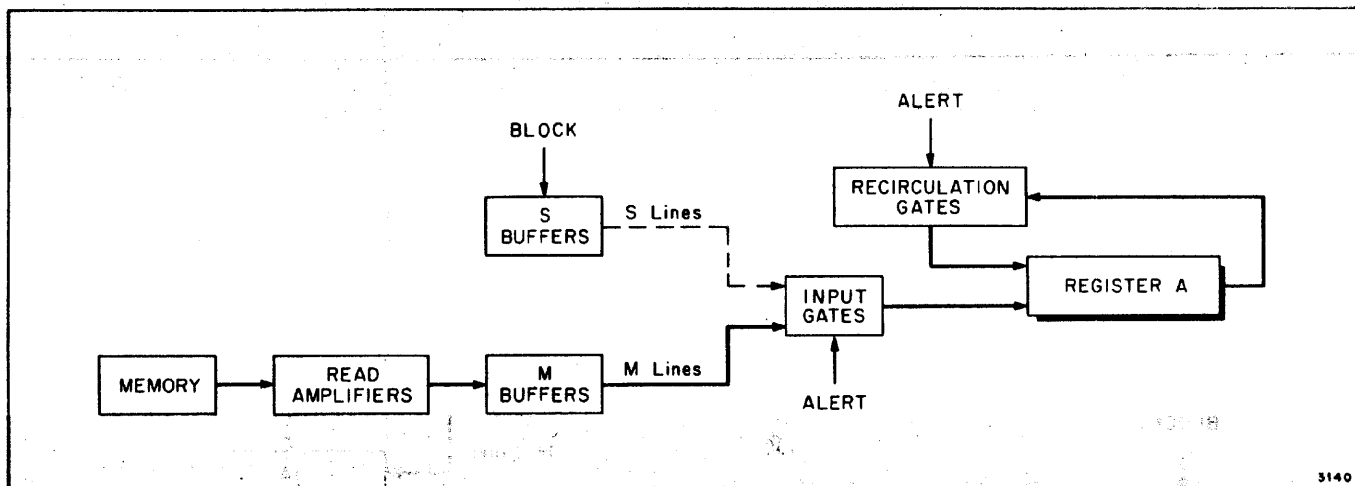 ALERT
BLOCK
RECIRCULATION
GATES
S
BUFFERS
S Lines
REGISTER A
INPUT
GATES
MEMORY
READ
AMPLIFIERS
M
BUFFERS
M Lines
ALERT
3140